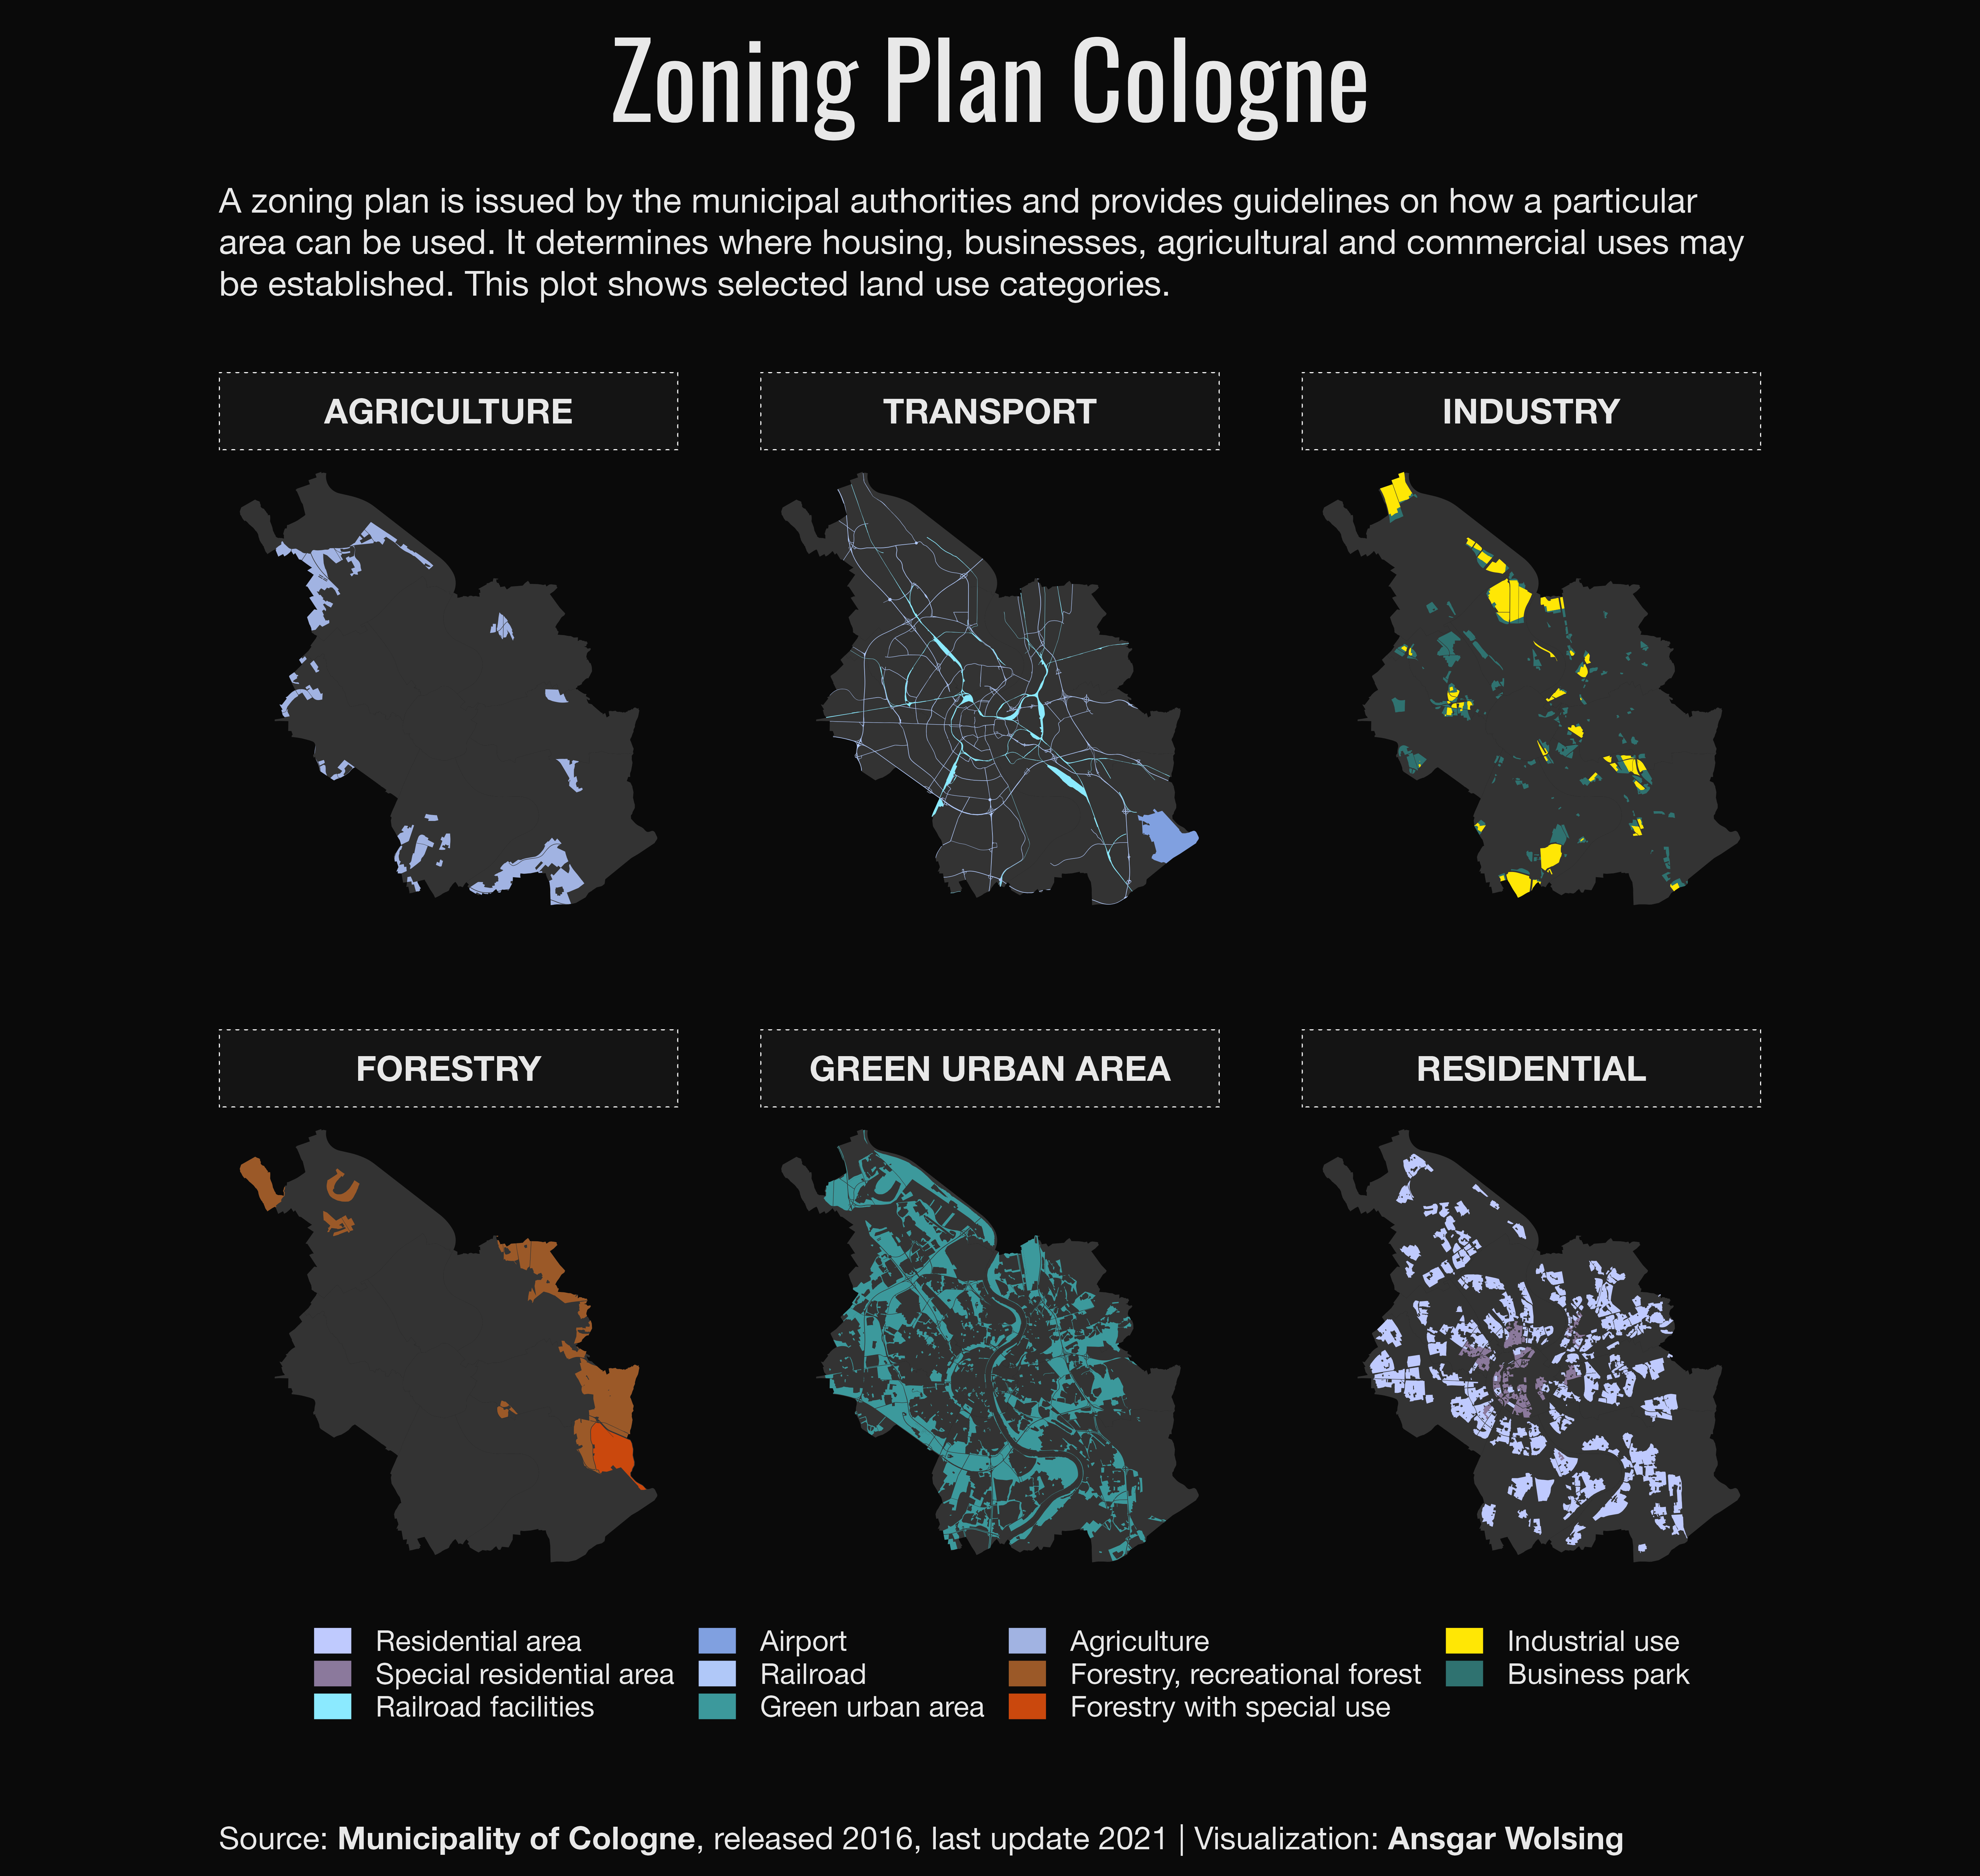 Zoning Plan Cologne
A zoning plan is issued by the municipal authorities and provides guidelines on how a particular
area can be used. It determines where housing, businesses, agricultural and commercial uses may
be established. This plot shows selected land use categories.
AGRICULTURE
TRANSPORT
INDUSTRY
FORESTRY
GREEN URBAN AREA
RESIDENTIAL
Residential area
Special residential area
Railroad facilities
Airport
Railroad
Green urban area
Agriculture
Forestry, recreational forest
Forestry with special use
Industrial use
Business park
Source: Municipality of Cologne, released 2016, last update 2021 | Visualization: Ansgar Wolsing